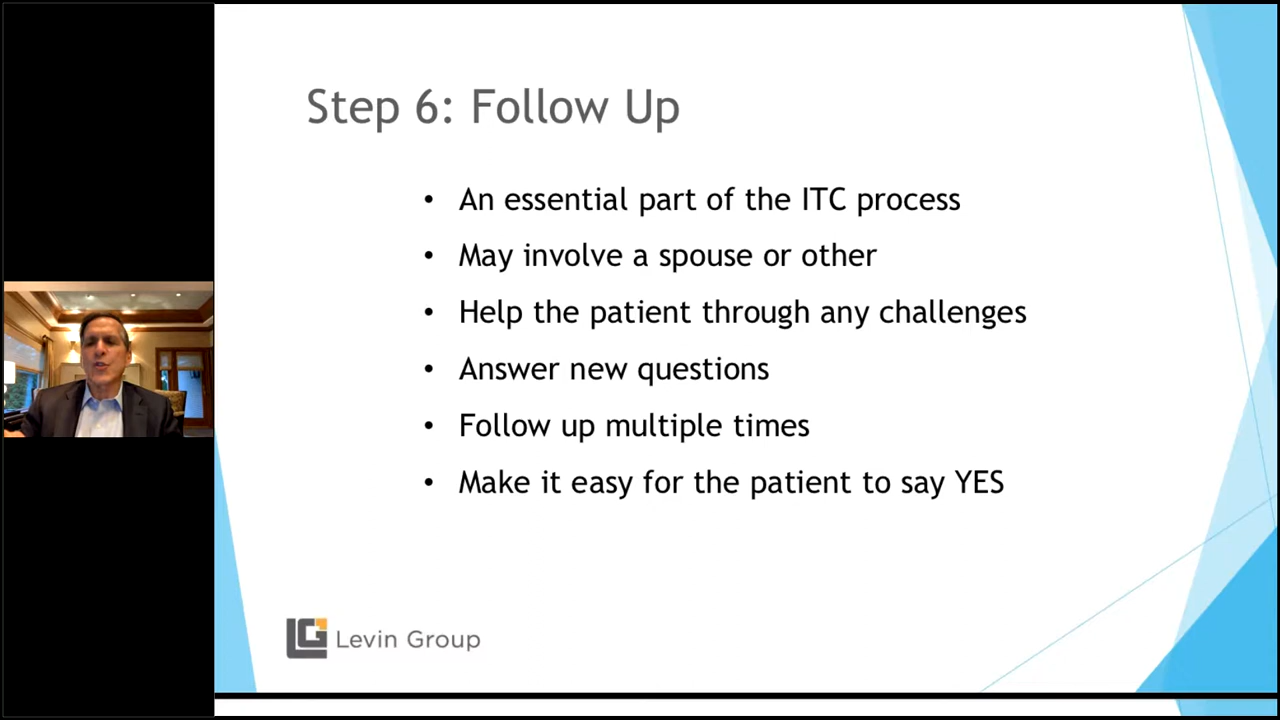 Step 6: Follow Up
• An essential part of the ITC process
• May involve a spouse or other
• Help the patient through any challenges
• Answer new questions
• Follow up multiple times
• Make it easy for the patient to say YES
LG Levin Group